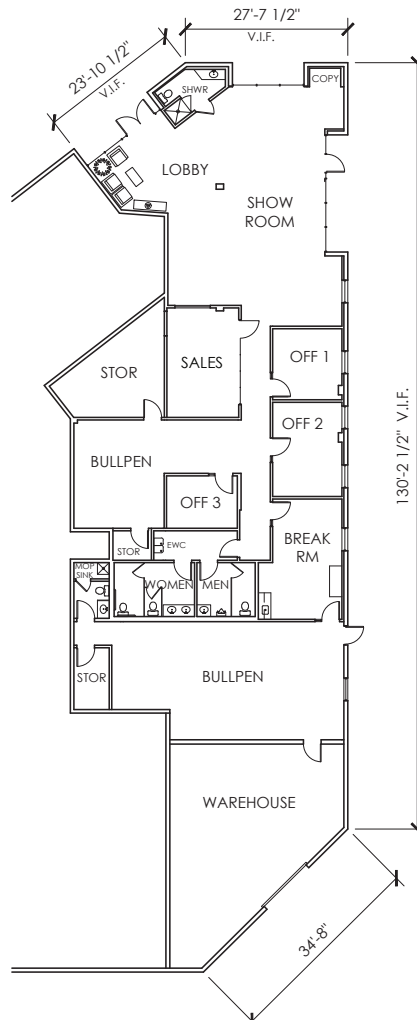 27'-7 1/2"
V.I.F.
23'-10 1/2"
V.I.F.
COPY
SHWR
LOBBY
SHOW
ROOM
SALES
OFF 1
STOR
OFF 2
130'-2 1/2" V.I.F.
BULLPEN
OFF 3
BREAK
RM
STOR
EWC
MOP
SINK
WOMEN
MEN
BULLPEN
STOR
WAREHOUSE
34'-8"